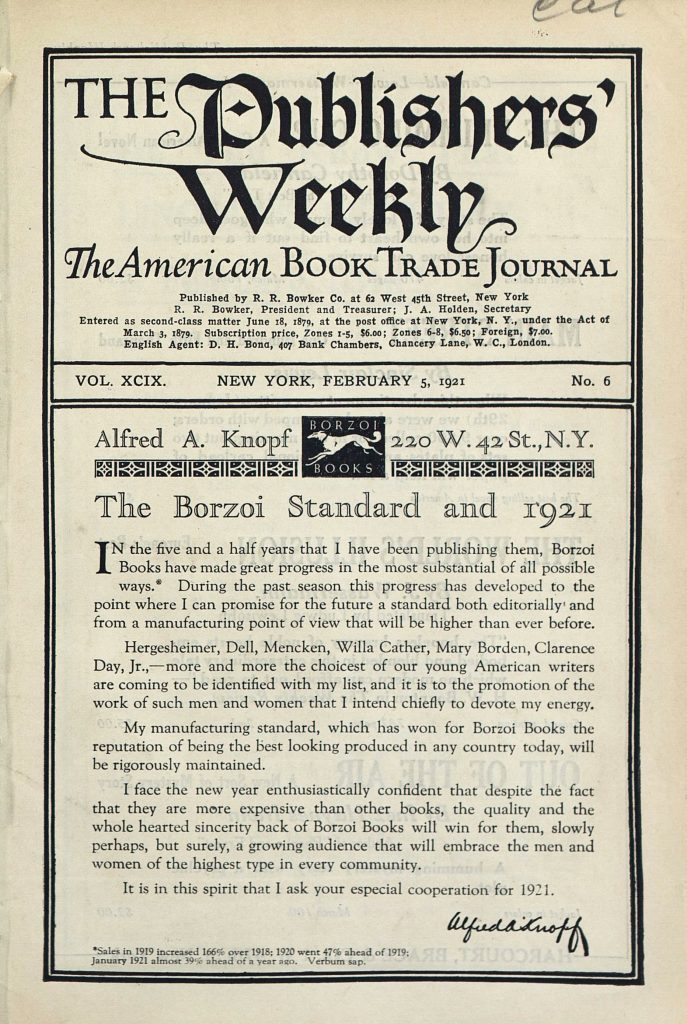 THE Publishers'
Weekly
The American BOOK TRADE JOURNAL
Published by R. R. Bowker Co. at 62 West 45th Street, New York
R. R. Bowker, President and Treasurer; J. A. Holden, Secretary
Entered as second-class matter June 18, 1879, at the post office at New York, N. Y., under the Act of
March 3, 1879. Subscription price, Zones 1-5, $6.00; Zones 6-8, $6.50; Foreign, $7.00.
English Agent: D. H. Bond, 407 Bank Chambers, Chancery Lane, W. C., London.
VOL. XCIX. NEW YORK, FEBRUARY 5, 1921 No. 6
Alfred A. Knopf BORZOI BOOKS 220 W. 42 St., N.Y.
The Borzoi Standard and 1921
IN the five and a half years that I have been publishing them, Borzoi
Books have made great progress in the most substantial of all possible
ways.* During the past season this progress has developed to the
point where I can promise for the future a standard both editorially and
from a manufacturing point of view that will be higher than ever before.
Hergesheimer, Dell, Mencken, Willa Cather, Mary Borden, Clarence
Day, Jr.,—more and more the choicest of our young American writers
are coming to be identified with my list, and it is to the promotion of the
work of such men and women that I intend chiefly to devote my energy.
My manufacturing standard, which has won for Borzoi Books the
reputation of being the best looking produced in any country today, will
be rigorously maintained.
I face the new year enthusiastically confident that despite the fact
that they are more expensive than other books, the quality and the
whole hearted sincerity back of Borzoi Books will win for them, slowly
perhaps, but surely, a growing audience that will embrace the men and
women of the highest type in every community.
It is in this spirit that I ask your especial cooperation for 1921.
Alfred A. Knopf
*Sales in 1919 increased 166% over 1918; 1920 went 47% ahead of 1919;
January 1921 almost 39% ahead of a year ago. Verbum sap.